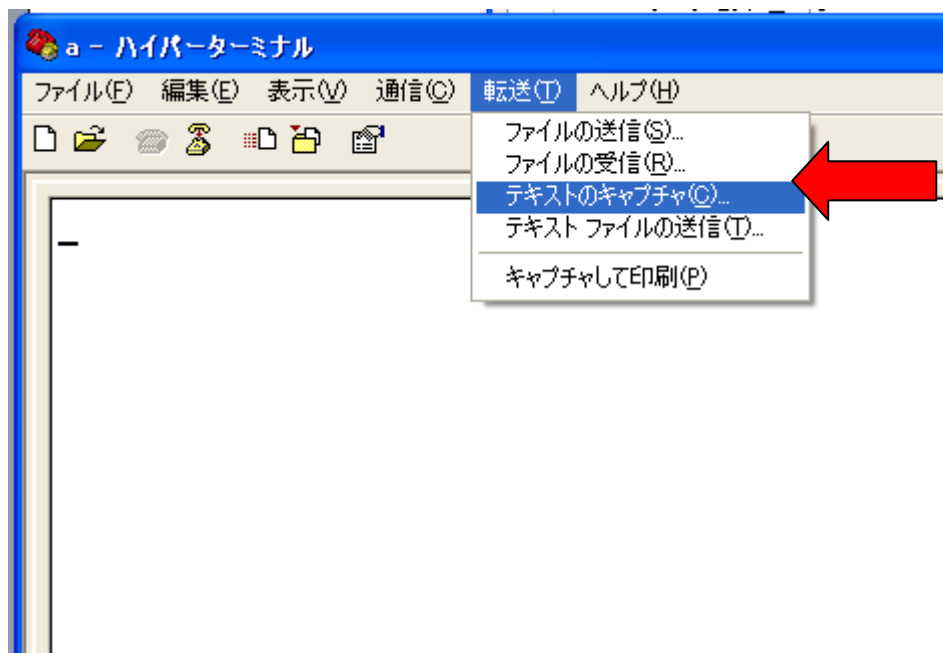 a - ハイパーターミナル
ファイル(F) 編集(E) 表示(V) 通信(C) 転送(T) ヘルプ(H)
ファイルの送信(S)...
ファイルの受信(R)...
テキストのキャプチャ(C)...
テキスト ファイルの送信(T)...
キャプチャして印刷(P)